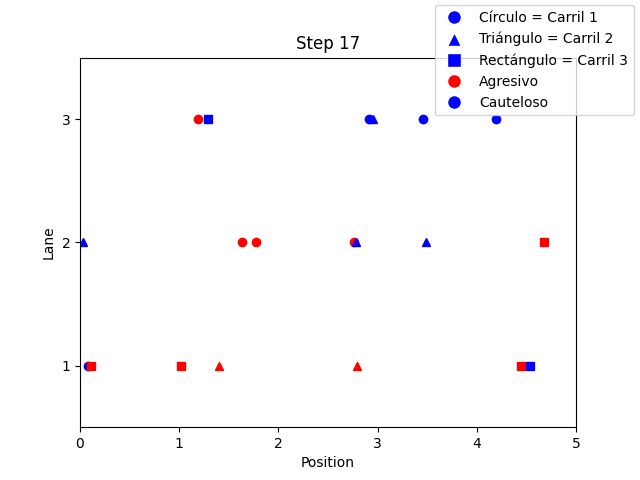 Step 17
Círculo = Carril 1
Triángulo = Carril 2
Rectángulo = Carril 3
Agresivo
Cauteloso
Lane
3
2
1
0 1 2 3 4 5
Position